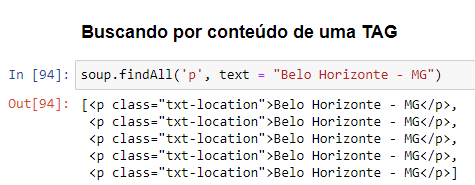 Buscando por conteúdo de uma TAG
In [94]: soup.findAll('p', text = "Belo Horizonte - MG")
Out[94]: [<p class="txt-location">Belo Horizonte - MG</p>,
<p class="txt-location">Belo Horizonte - MG</p>,
<p class="txt-location">Belo Horizonte - MG</p>,
<p class="txt-location">Belo Horizonte - MG</p>,
<p class="txt-location">Belo Horizonte - MG</p>]